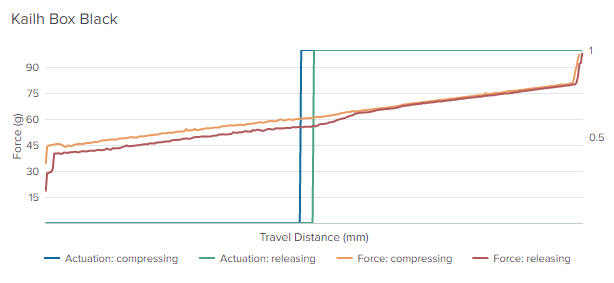 Kailh Box Black
90
75
60
45
30
15
Force (g)
1
0.5
Travel Distance (mm)
Actuation: compressing Actuation: releasing Force: compressing Force: releasing